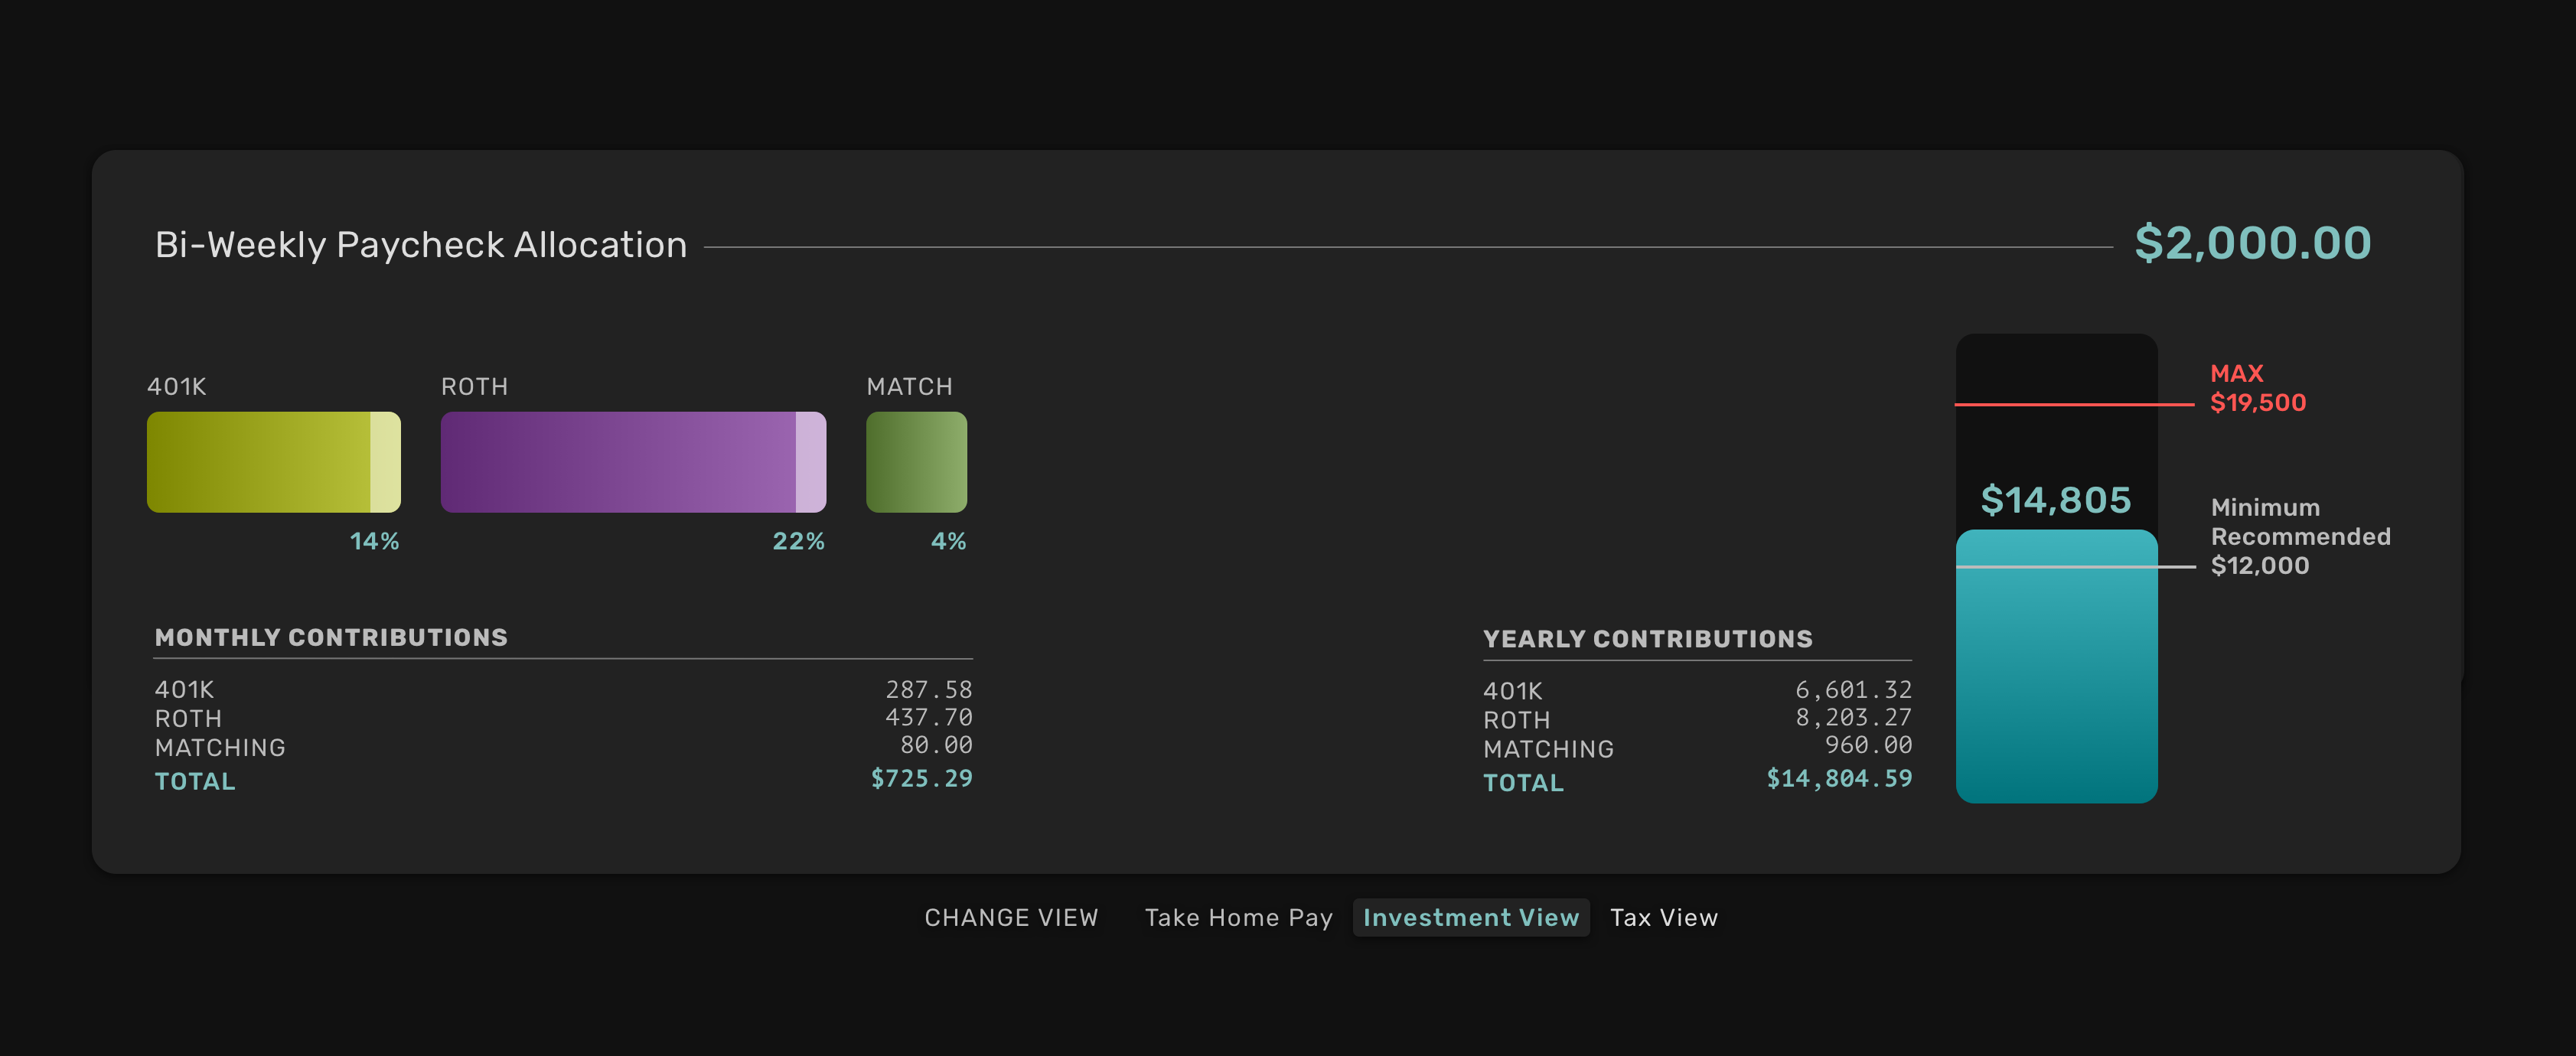 Bi-Weekly Paycheck Allocation $2,000.00
401K ROTH MATCH
14% 22% 4%
MAX
$19,500
$14,805
Minimum
Recommended
$12,000
MONTHLY CONTRIBUTIONS
401K 287.58
ROTH 437.70
MATCHING 80.00
TOTAL $725.29
YEARLY CONTRIBUTIONS
401K 6,601.32
ROTH 8,203.27
MATCHING 960.00
TOTAL $14,804.59
CHANGE VIEW Take Home Pay Investment View Tax View